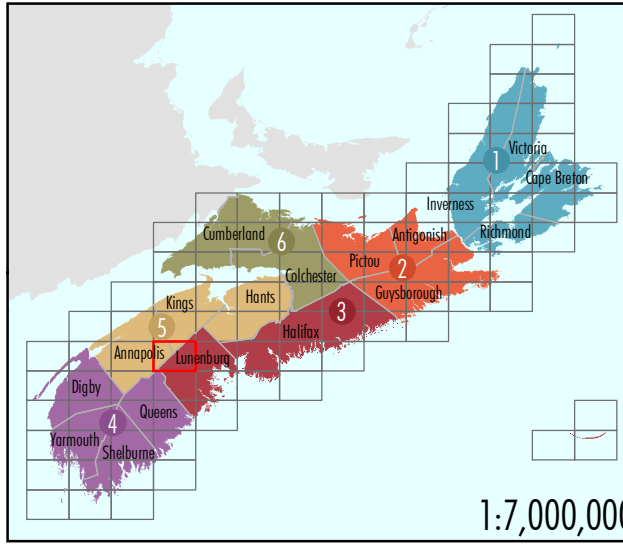 1
Victoria
Cape Breton
Inverness
Richmond
Cumberland
6
Antigonish
Pictou
2
Colchester
Guysborough
Hants
Kings
3
Halifax
5
Annapolis
Lunenburg
Digby
Queens
4
Yarmouth
Shelburne
1:7,000,000